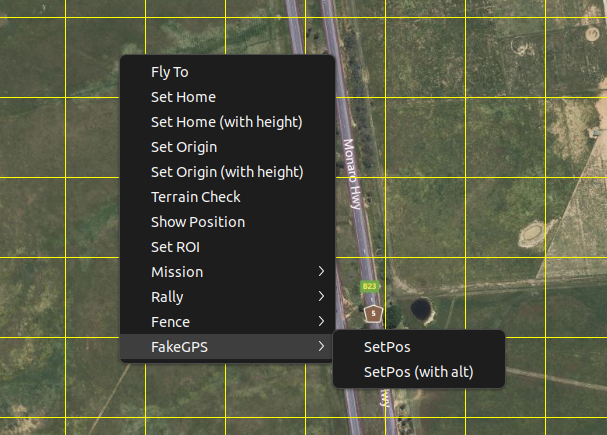 Fly To
Set Home
Set Home (with height)
Set Origin
Set Origin (with height)
Terrain Check
Show Position
Set ROI
Mission
Rally
Fence
FakeGPS
SetPos
SetPos (with alt)
Monaro Hwy
B23
5
Hwy